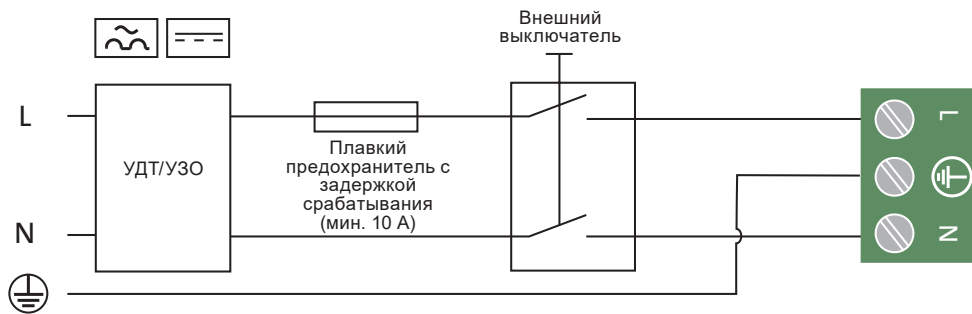 Внешний
выключатель
L
УДТ/УЗО
Плавкий
предохранитель с
задержкой
срабатывания
(мин. 10 А)
N
L
N